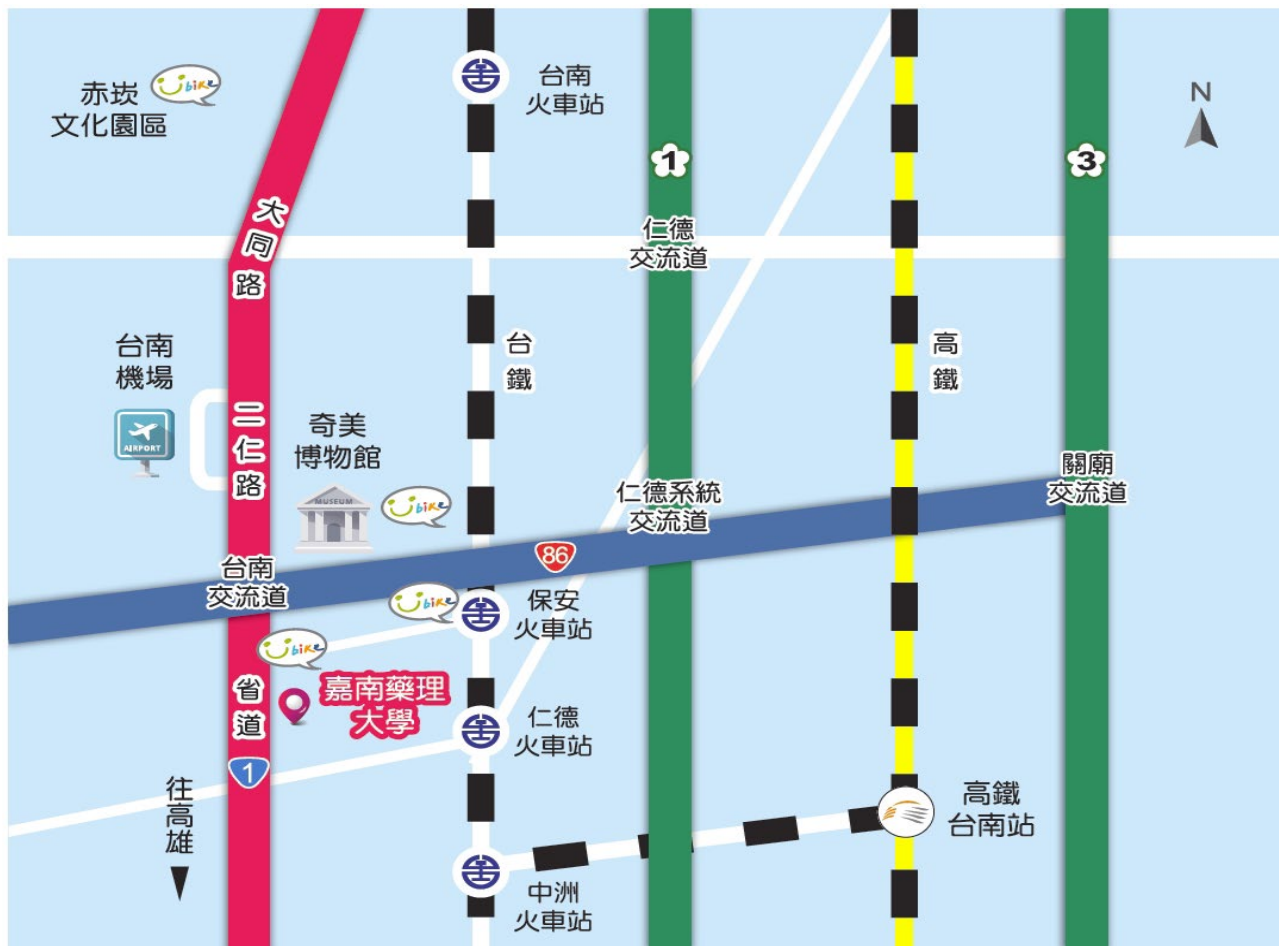 赤崁
文化園區
Ubike
台南
火車站
N
1
3
大同路
仁德
交流道
台鐵
高鐵
台南
機場
AIRPORT
二仁路
奇美
博物館
MUSEUM
Ubike
仁德系統
交流道
關廟
交流道
86
台南
交流道
Ubike
保安
火車站
Ubike
省道
嘉南藥理
大學
仁德
火車站
1
往高雄
高鐵
台南站
中洲
火車站